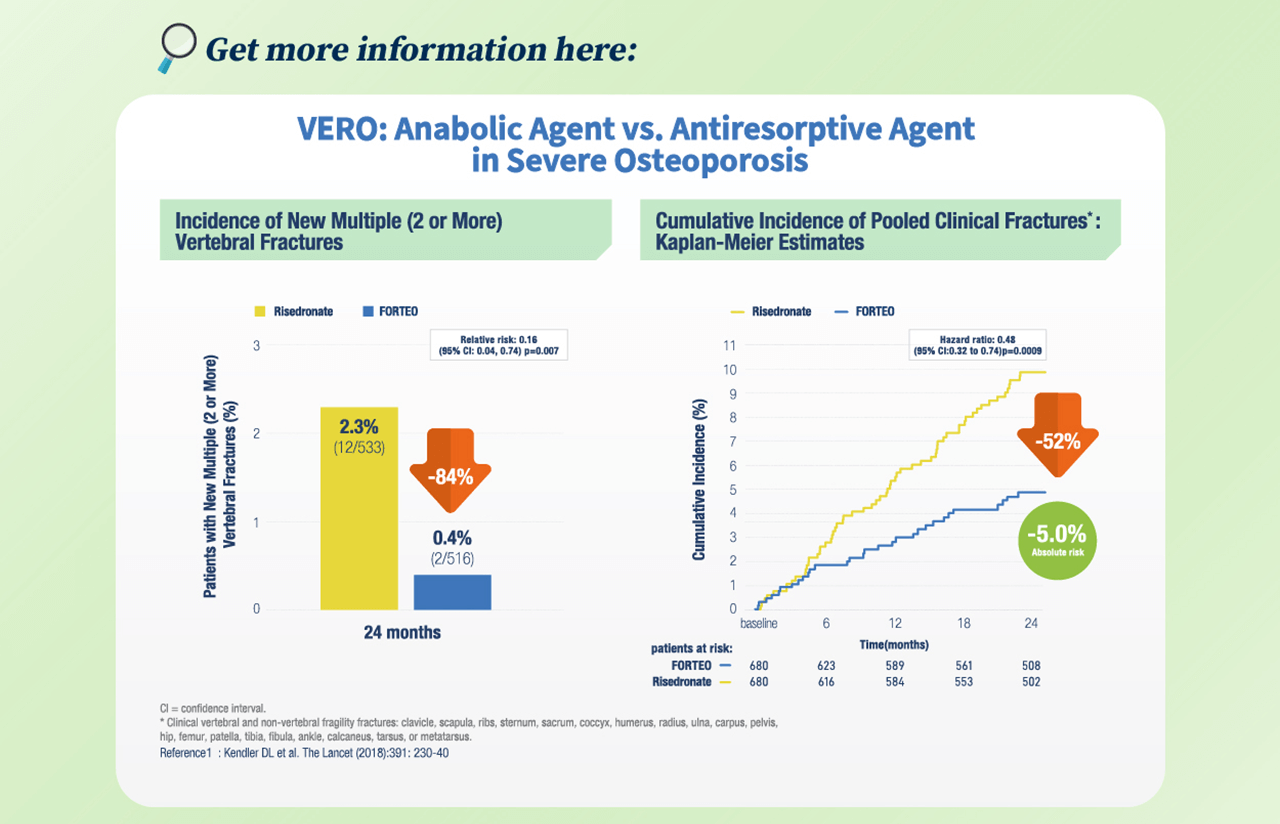 Get more information here:
VERO: Anabolic Agent vs. Antiresorptive Agent
in Severe Osteoporosis
Incidence of New Multiple (2 or More)
Vertebral Fractures
Risedronate
FORTEO
Relative risk: 0.16
(95% CI: 0.04, 0.74) p=0.007
Patients with New Multiple (2 or More)
Vertebral Fractures (%)
3
2
1
0
2.3%
(12/533)
-84%
0.4%
(2/516)
24 months
Cumulative Incidence of Pooled Clinical Fractures*:
Kaplan-Meier Estimates
Risedronate
FORTEO
Hazard ratio: 0.48
(95% CI:0.32 to 0.74)p=0.0009
Cumulative Incidence (%)
11
10
9
8
7
6
5
4
3
2
1
0
-52%
-5.0%
Absolute risk
baseline 6 12 18 24
Time(months)
patients at risk:
FORTEO 680 623 589 561 508
Risedronate 680 616 584 553 502
CI = confidence interval.
* Clinical vertebral and non-vertebral fragility fractures: clavicle, scapula, ribs, sternum, sacrum, coccyx, humerus, radius, ulna, carpus, pelvis,
hip, femur, patella, tibia, fibula, ankle, calcaneus, tarsus, or metatarsus.
Reference1 : Kendler DL et al. The Lancet (2018):391: 230-40